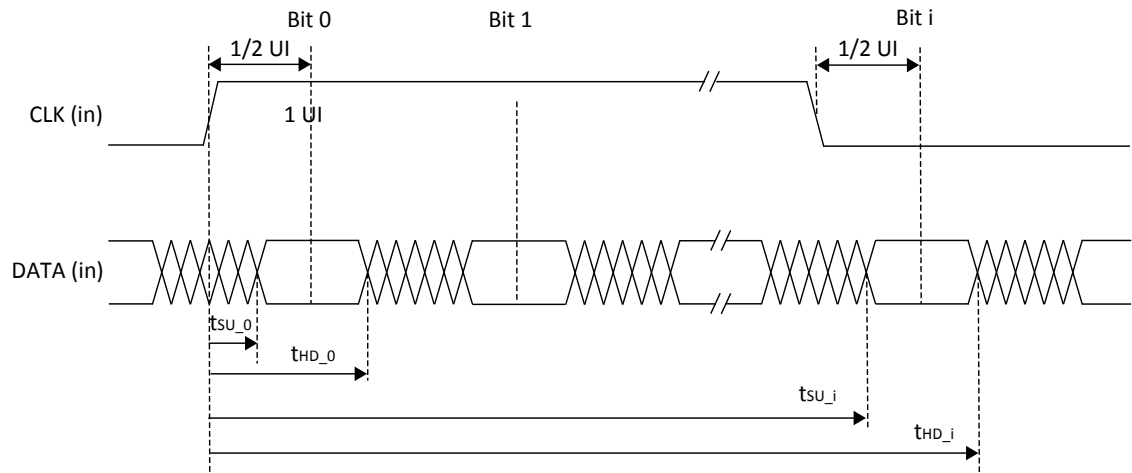 Bit 0
Bit 1
Bit i
1/2 UI
1/2 UI
CLK (in)
1 UI
DATA (in)
tSU_0
tHD_0
tSU_i
tHD_i